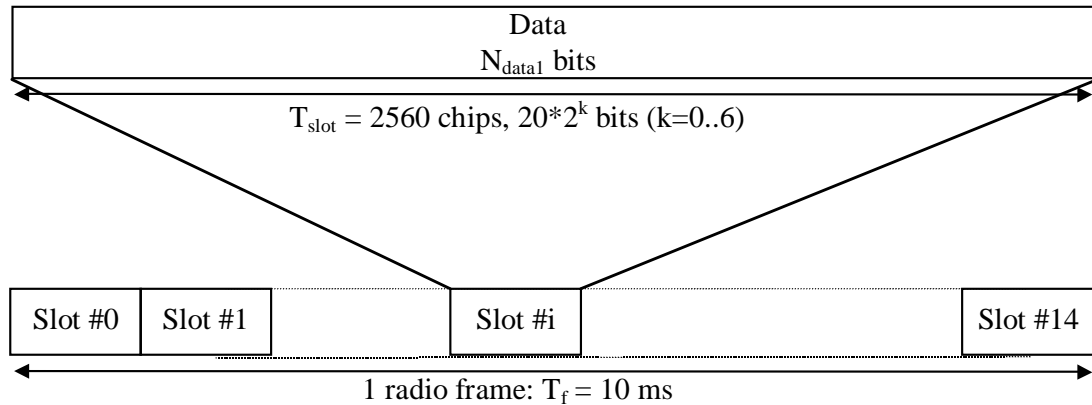 Data
N_data1 bits
T_slot = 2560 chips, 20*2^k bits (k=0..6)
Slot #0 Slot #1 Slot #i Slot #14
1 radio frame: T_f = 10 ms